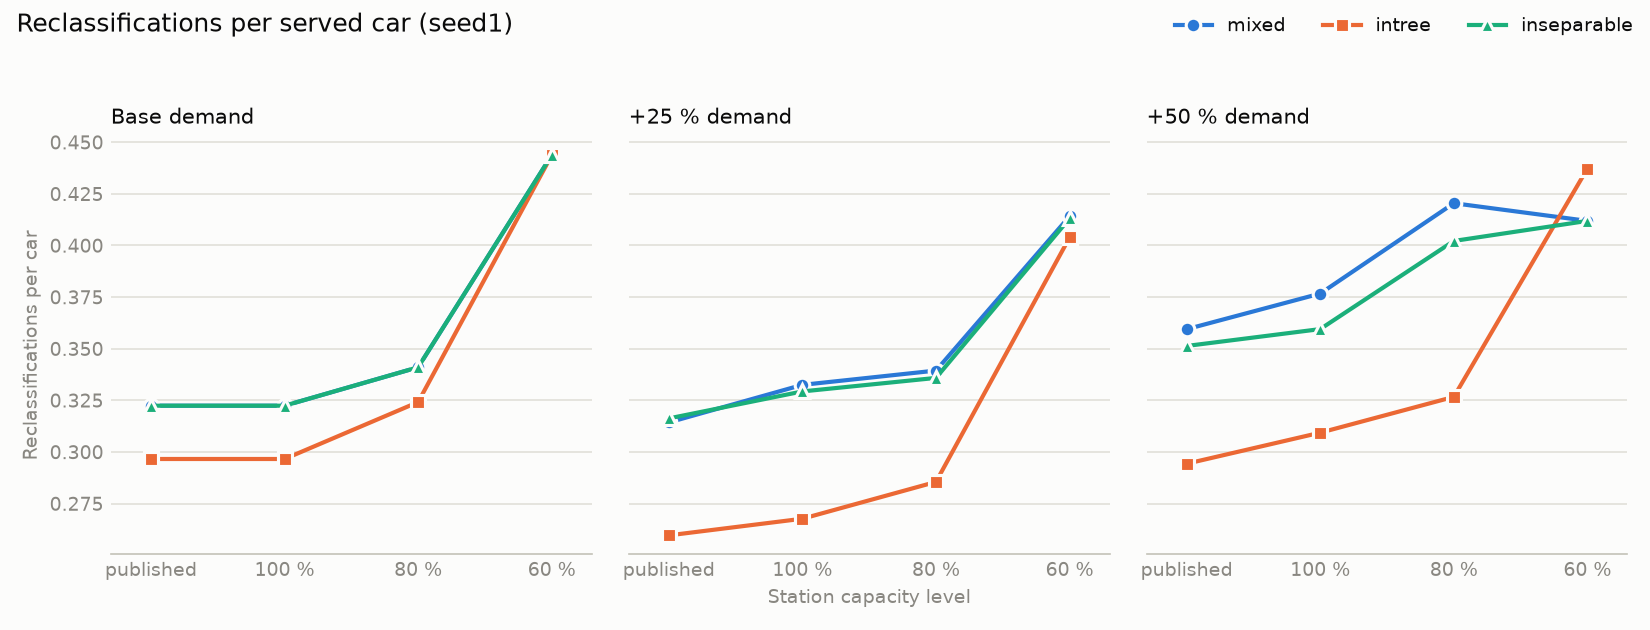 Reclassifications per served car (seed1)
mixed intree inseparable
Base demand
+25 % demand
+50 % demand
Reclassifications per car
0.450
0.425
0.400
0.375
0.350
0.325
0.300
0.275
published 100 % 80 % 60 %
published 100 % 80 % 60 %
published 100 % 80 % 60 %
Station capacity level